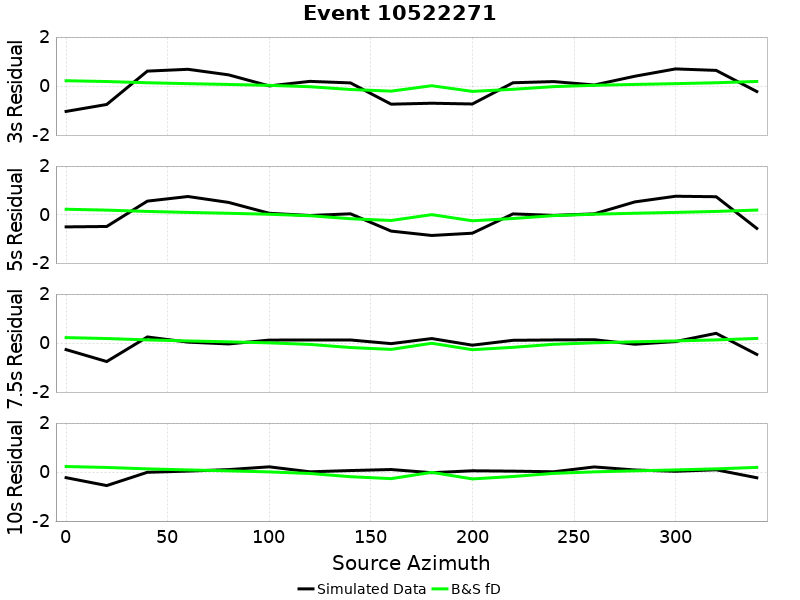 Event 10522271
3s Residual
2
0
-2
5s Residual
2
0
-2
7.5s Residual
2
0
-2
10s Residual
2
0
-2
0 50 100 150 200 250 300
Source Azimuth
Simulated Data B&S fD